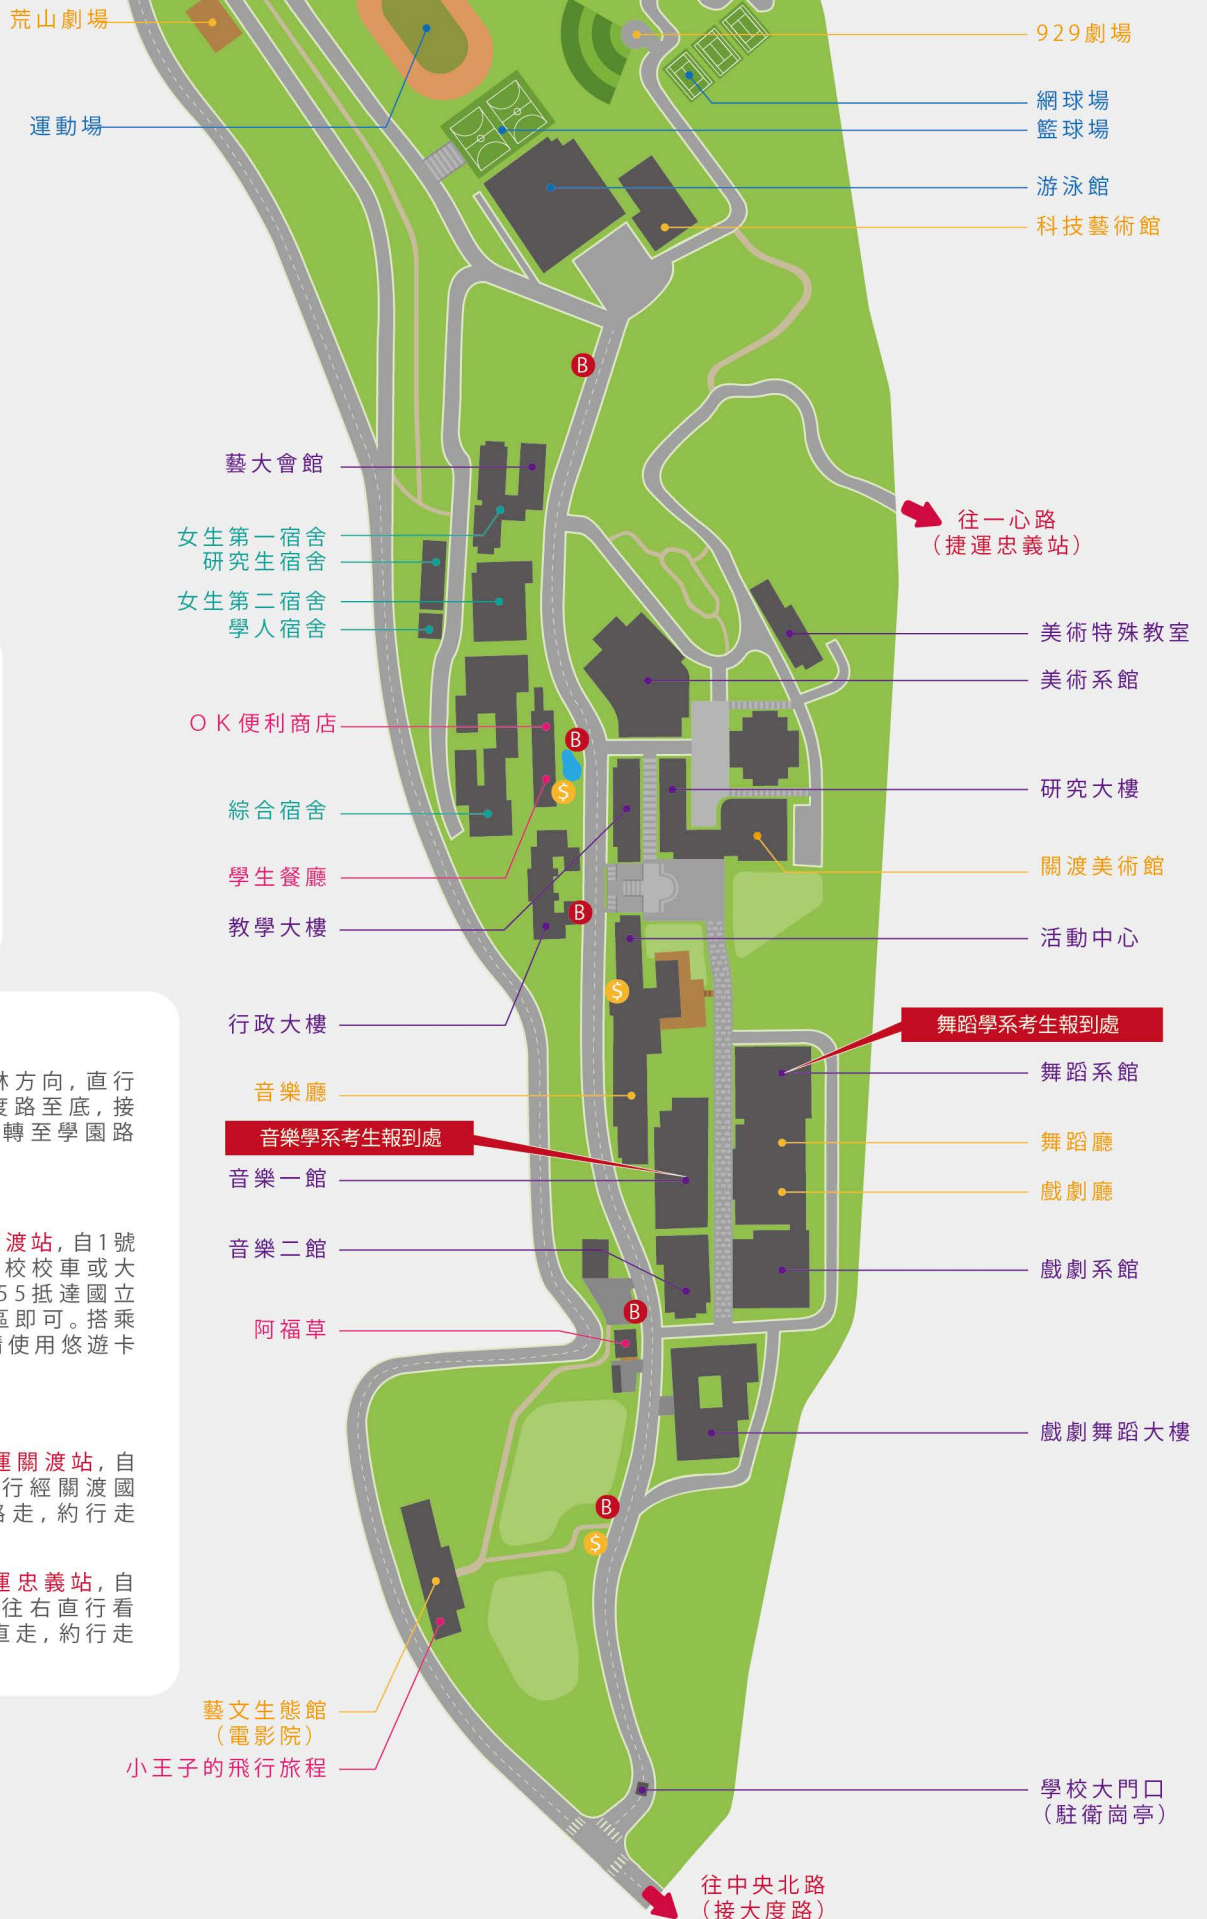 荒山劇場
929劇場
運動場
網球場
籃球場
游泳館
科技藝術館
B
藝大會館
往一心路
（捷運忠義站）
女生第一宿舍
研究生宿舍
女生第二宿舍
學人宿舍
美術特殊教室
美術系館
OK便利商店
B
$
研究大樓
綜合宿舍
關渡美術館
學生餐廳
教學大樓
B
活動中心
$
行政大樓
舞蹈學系考生報到處
舞蹈系館
音樂廳
音樂學系考生報到處
舞蹈廳
音樂一館
戲劇廳
音樂二館
戲劇系館
B
阿福草
戲劇舞蹈大樓
B
$
林方向，直行
度路至底，接
轉至學園路
渡站，自1號
校校車或大
55抵達國立
區即可。搭乘
請使用悠遊卡
運關渡站，自
行經關渡國
路走，約行走
運忠義站，自
往右直行看
直走，約行走
藝文生態館
（電影院）
小王子的飛行旅程
學校大門口
（駐衛崗亭）
往中央北路
（接大度路）